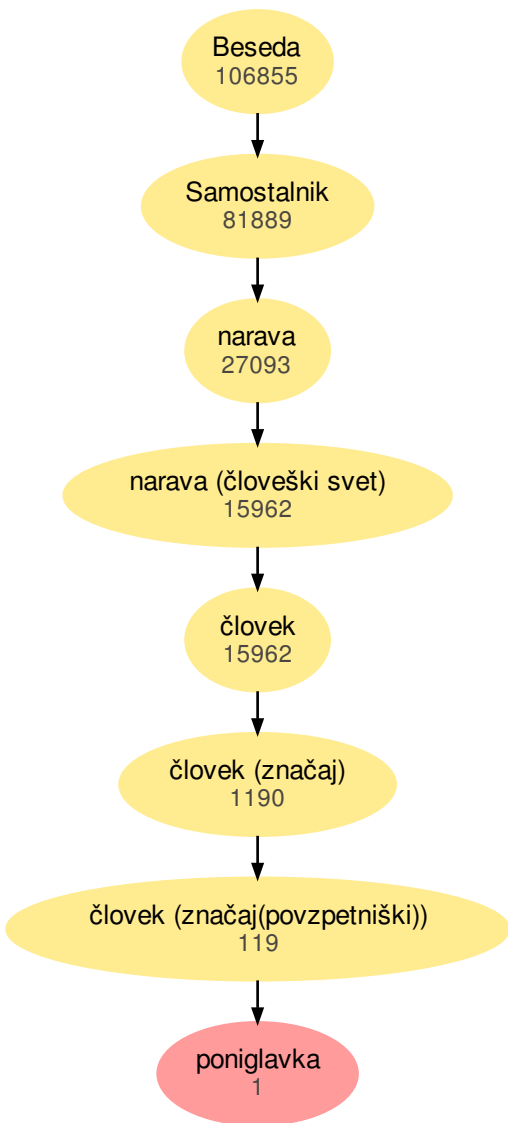 Beseda
106855
Samostalnik
81889
narava
27093
narava (človeški svet)
15962
človek
15962
človek (značaj)
1190
človek (značaj(povzpetniški))
119
poniglavka
1